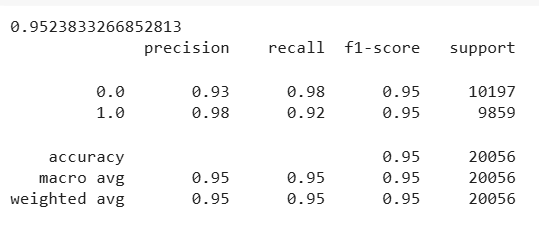 0.9523833266852813
precision recall f1-score support
0.0 0.93 0.98 0.95 10197
1.0 0.98 0.92 0.95 9859
accuracy 0.95 20056
macro avg 0.95 0.95 0.95 20056
weighted avg 0.95 0.95 0.95 20056